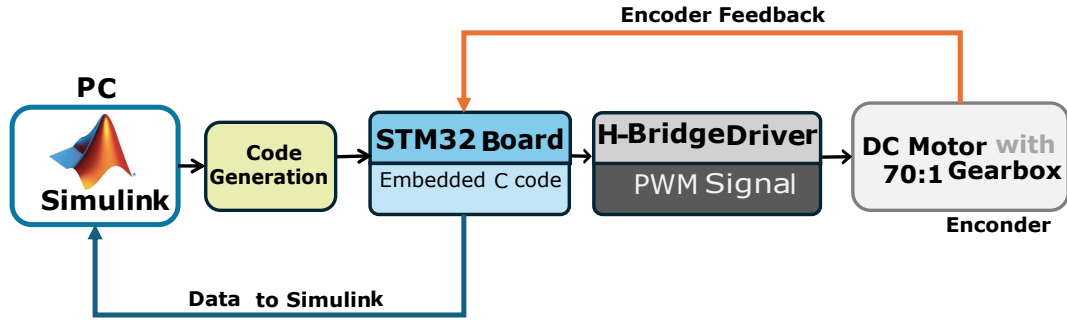 Encoder Feedback
PC
Simulink
Code
Generation
STM32 Board
Embedded C code
H-BridgeDriver
PWM Signal
DC Motor with
70:1 Gearbox
Enconder
Data to Simulink